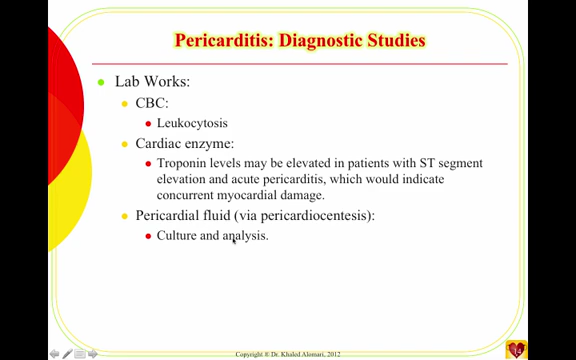 Pericarditis: Diagnostic Studies
Lab Works:
CBC:
Leukocytosis
Cardiac enzyme:
Troponin levels may be elevated in patients with ST segment
elevation and acute pericarditis, which would indicate
concurrent myocardial damage.
Pericardial fluid (via pericardiocentesis):
Culture and analysis.
Copyright ® Dr. Khaled Alomari, 2012